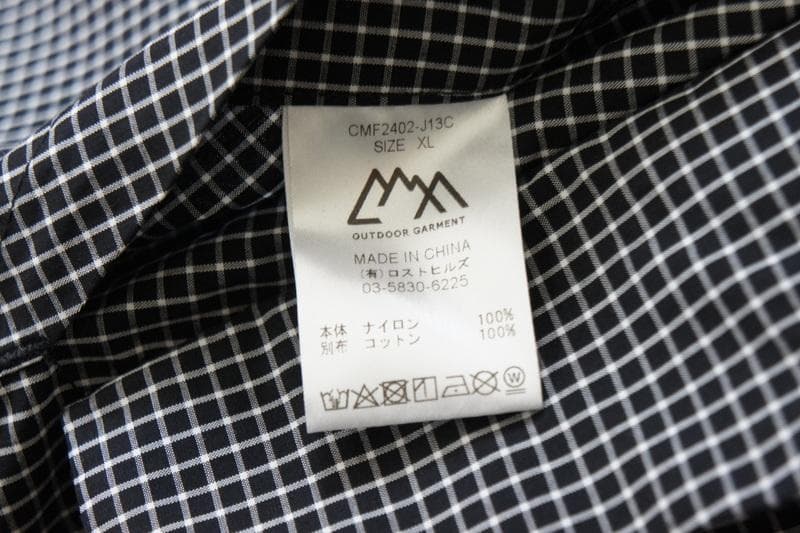 CMF2402-J13C
SIZE XL
CMF
OUTDOOR GARMENT
MADE IN CHINA
(有)ロストヒルズ
03-5830-6225
本体 ナイロン 100%
別布 コットン 100%
W